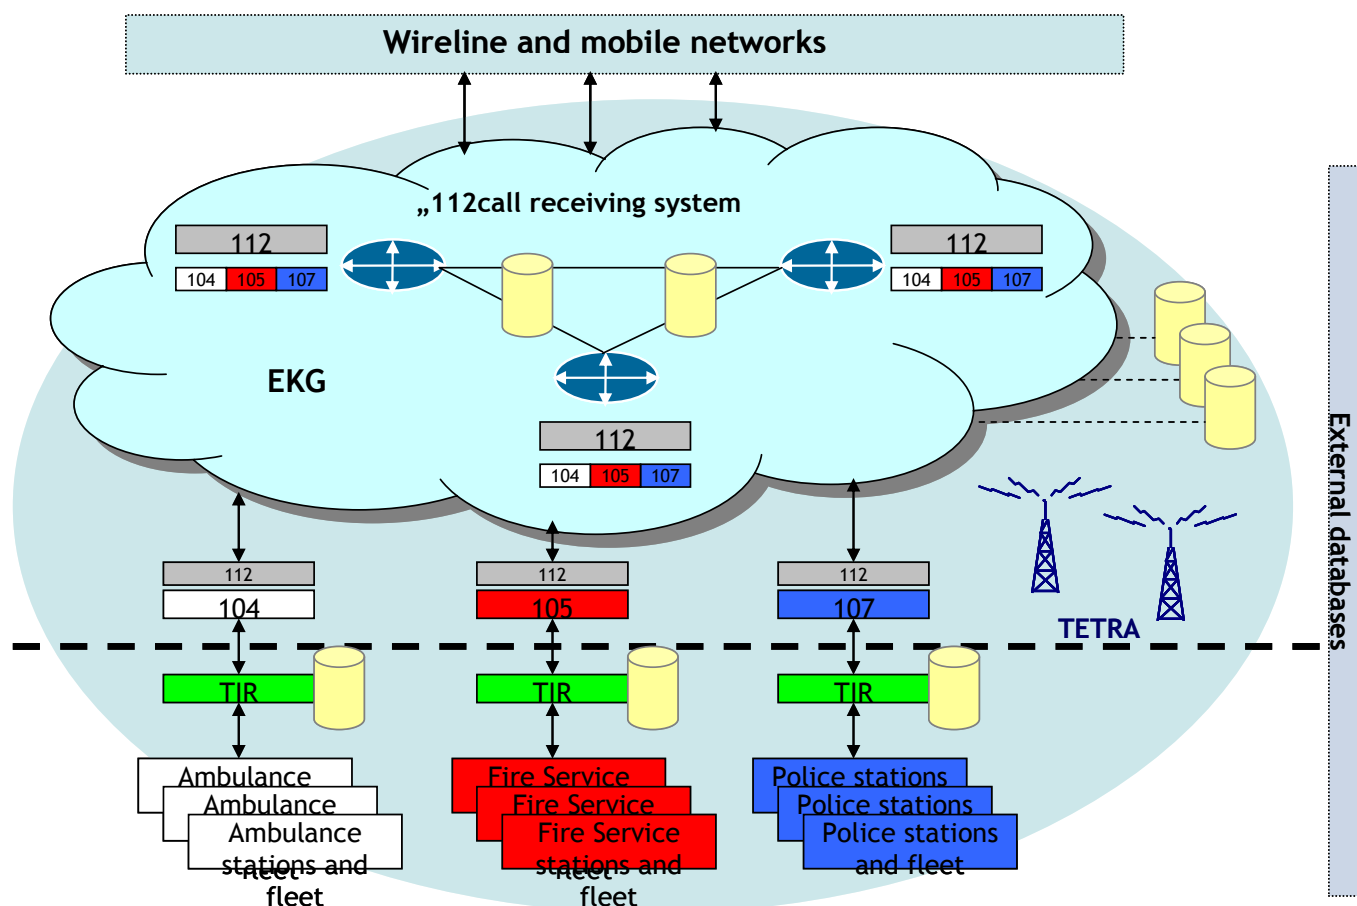 Wireline and mobile networks
„112call receiving system
112
104 105 107
112
104 105 107
EKG
112
104 105 107
External databases
112
104
112
105
112
107
TETRA
TIR
TIR
TIR
Ambulance
Ambulance
Ambulance
stations and
fleet
fleet
Fire Service
Fire Service
Fire Service
stations and
fleet
fleet
Police stations
Police stations
Police stations
and fleet